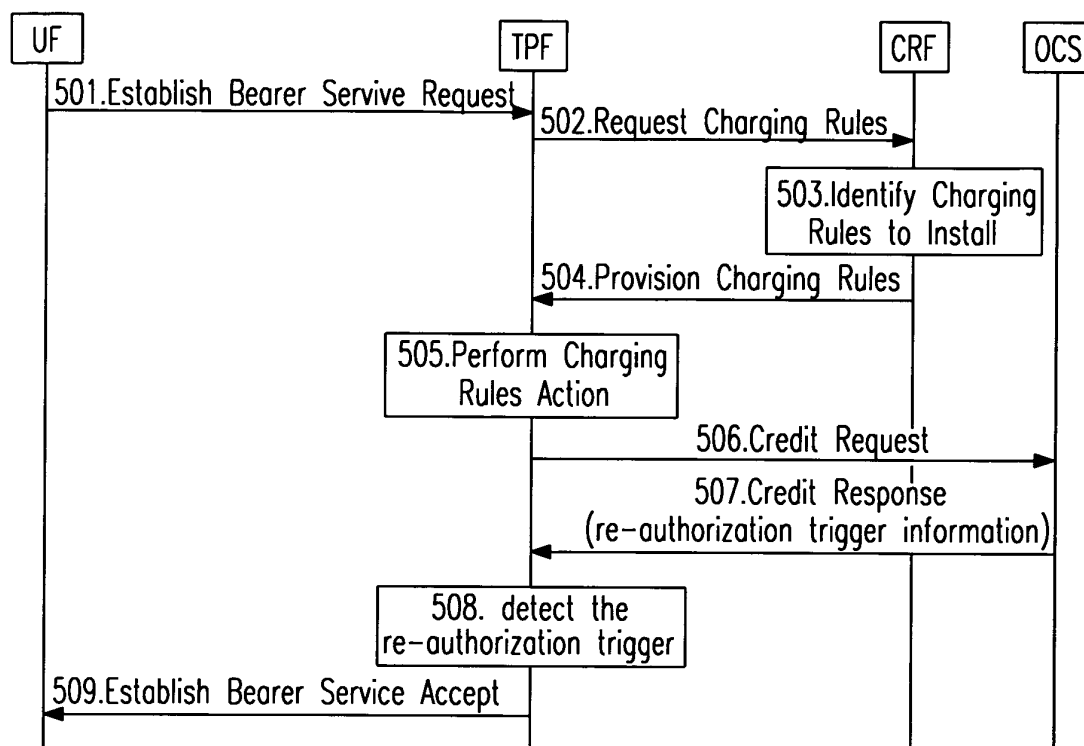 UF
TPF
CRF
OCS
501.Establish Bearer Servive Request
502.Request Charging Rules
503.Identify Charging
Rules to Install
504.Provision Charging Rules
505.Perform Charging
Rules Action
506.Credit Request
507.Credit Response
(re-authorization trigger information)
508. detect the
re-authorization trigger
509.Establish Bearer Service Accept